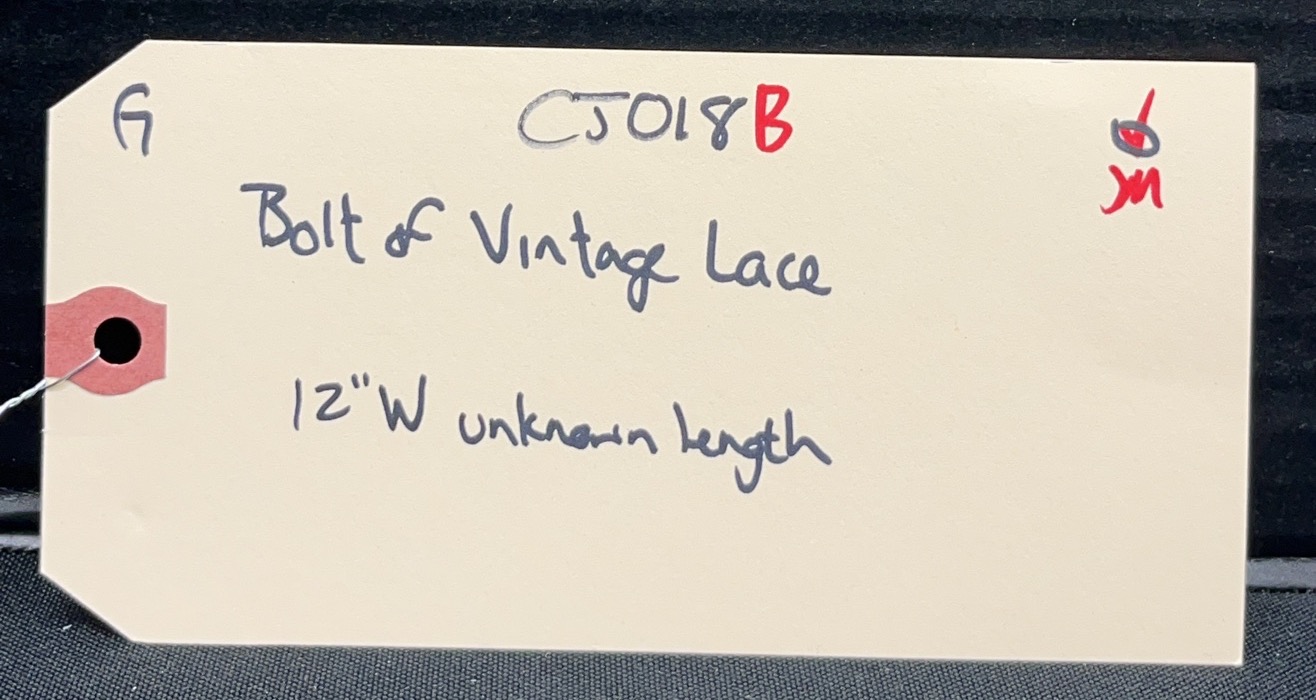 G CJ018B
Bolt of Vintage Lace
12"W unknown Length